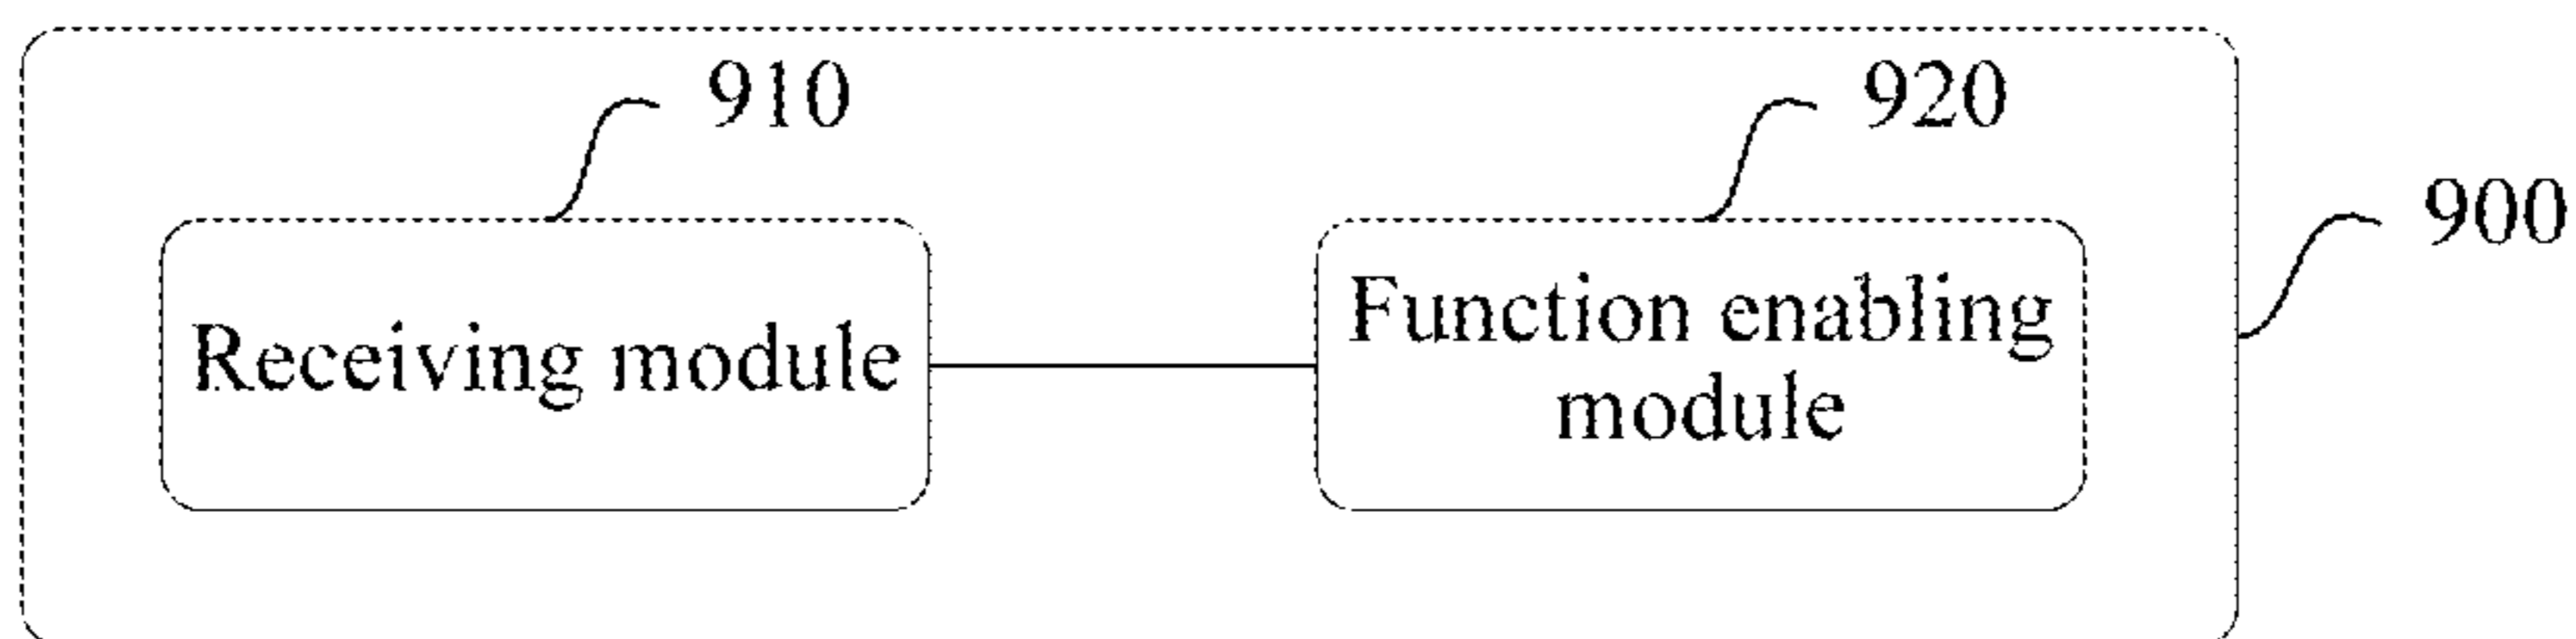 910
920
900
Receiving module
Function enabling
module